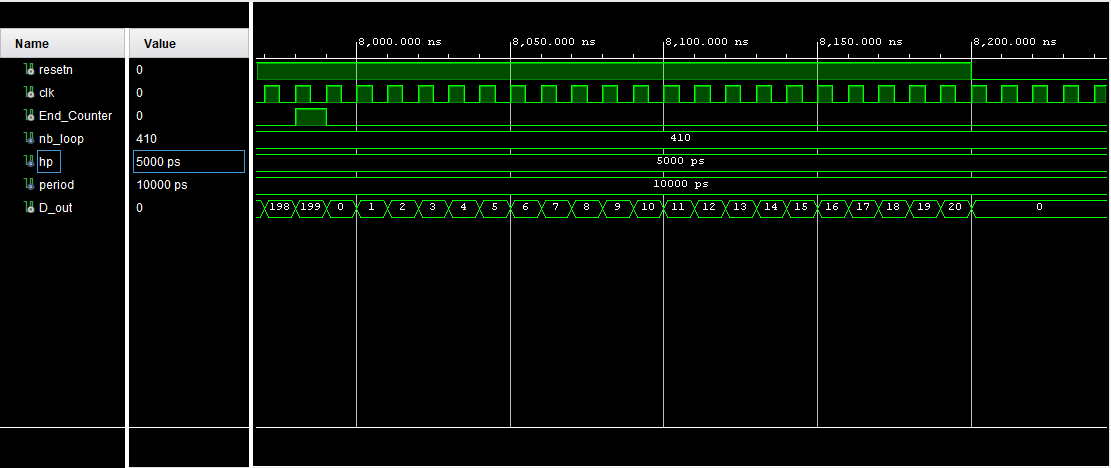 Name Value
8,000.000 ns 8,050.000 ns 8,100.000 ns 8,150.000 ns 8,200.000 ns
resetn 0
clk 0
End_Counter 0
nb_loop 410 410
hp 5000 ps 5000 ps
period 10000 ps 10000 ps
D_out 0 198 199 0 1 2 3 4 5 6 7 8 9 10 11 12 13 14 15 16 17 18 19 20 0